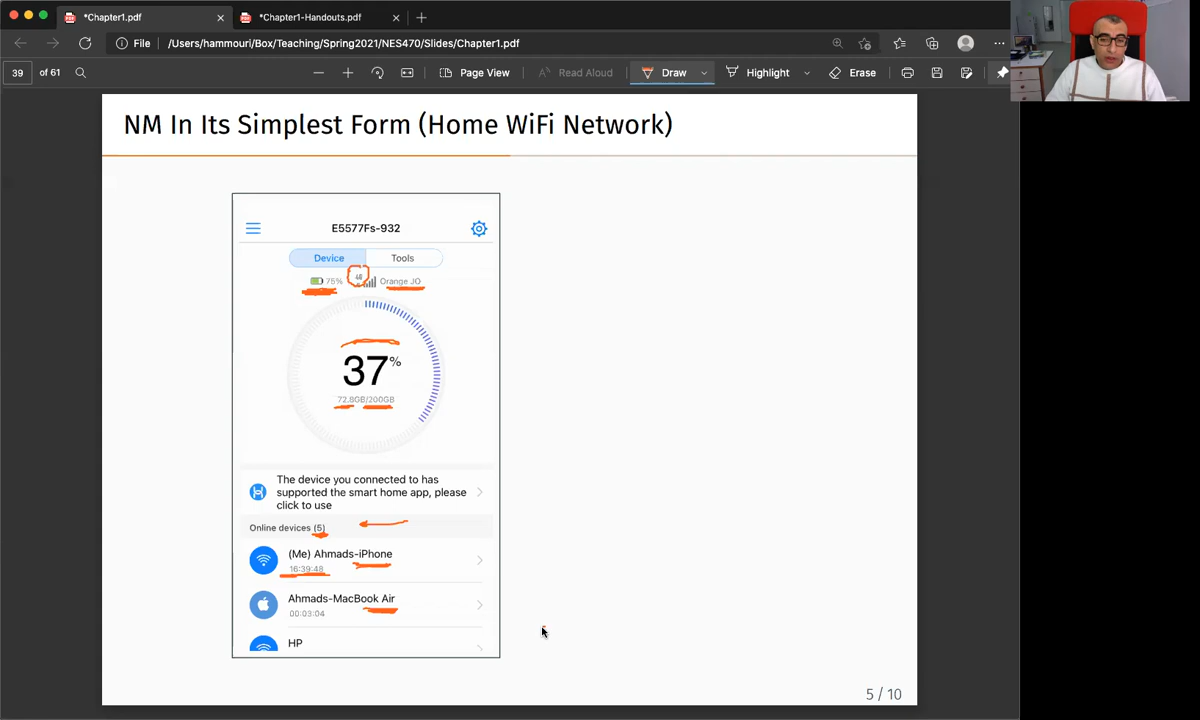 *Chapter1.pdf
*Chapter1-Handouts.pdf
File /Users/hammouri/Box/Teaching/Spring2021/NES470/Slides/Chapter1.pdf
39 of 61 Page View Read Aloud Draw Highlight Erase
NM In Its Simplest Form (Home WiFi Network)
E5577Fs-932
Device Tools
75% 4G Orange JO
37%
72.8GB/200GB
The device you connected to has
supported the smart home app, please
click to use
Online devices (5)
(Me) Ahmads-iPhone
16:39:48
Ahmads-MacBook Air
00:03:04
HP
5 / 10